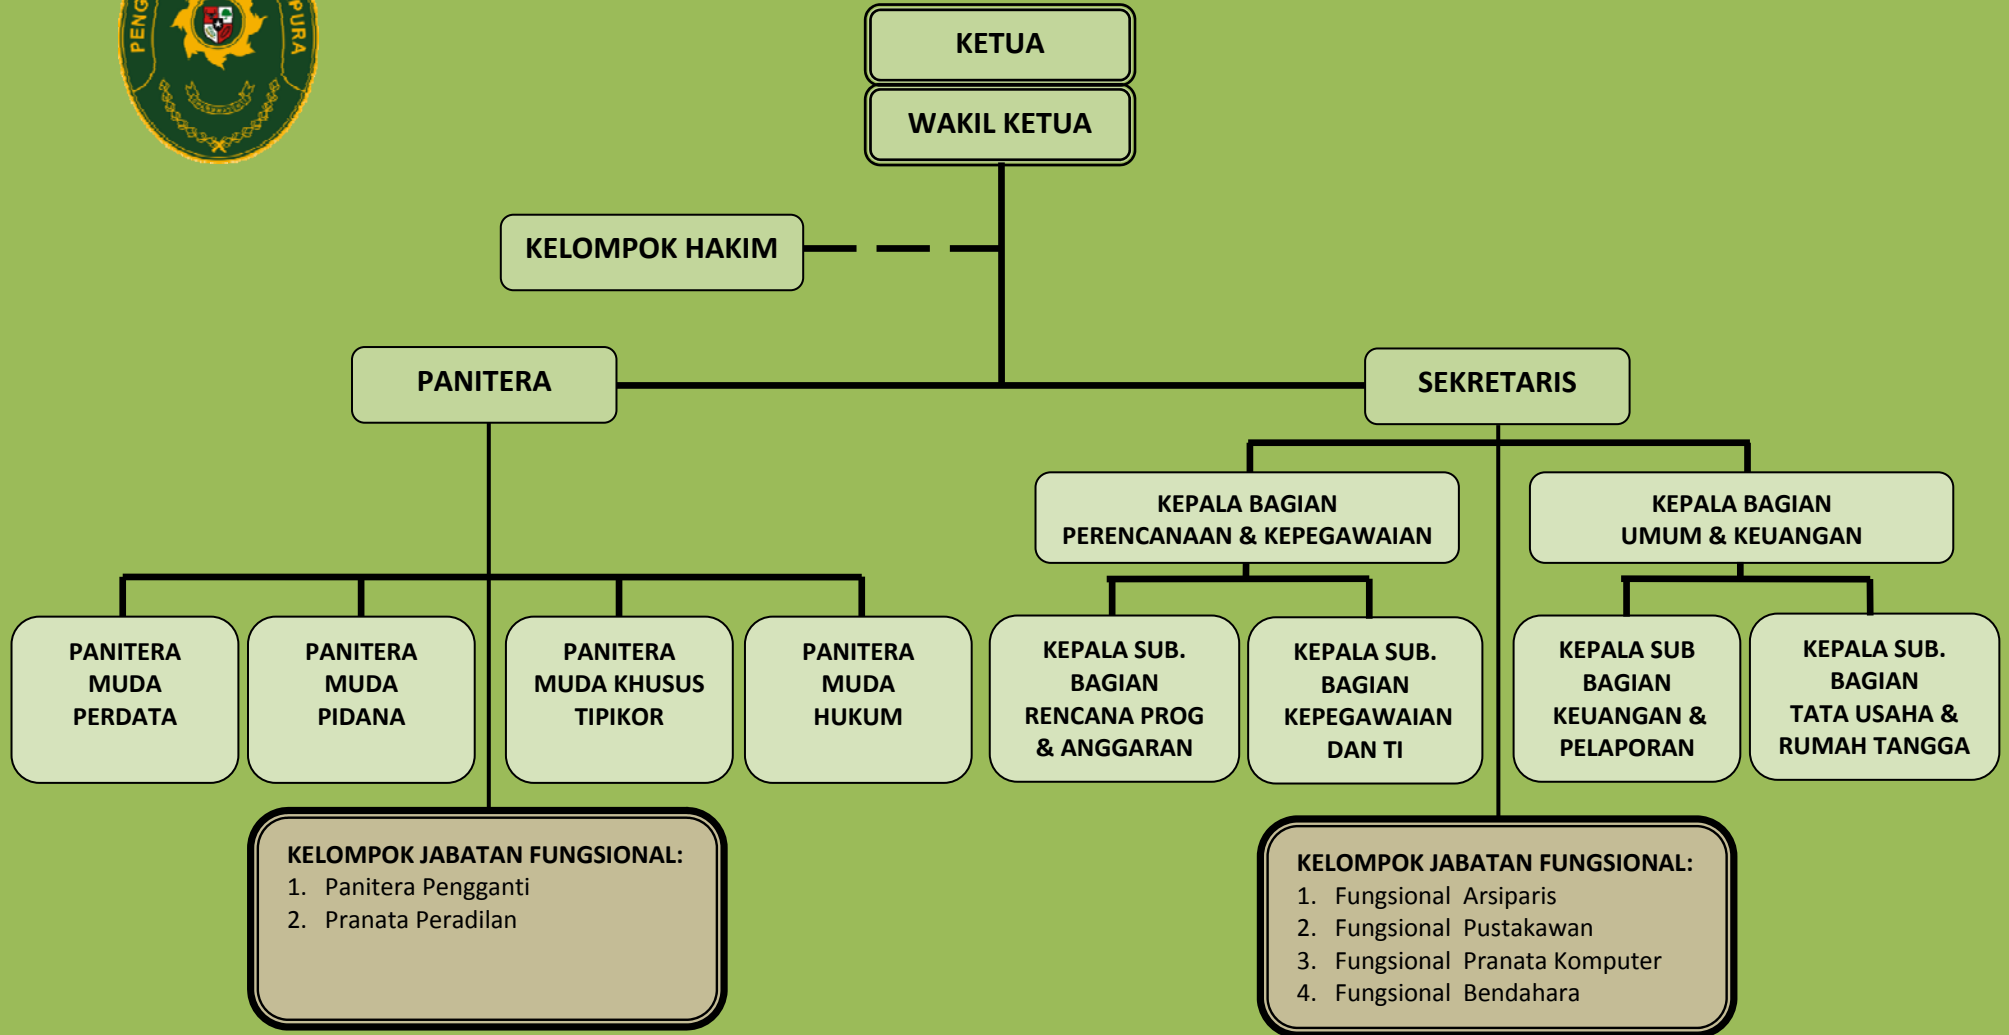 KETUA
WAKIL KETUA
KELOMPOK HAKIM
PANITERA
SEKRETARIS
KEPALA BAGIAN
PERENCANAAN & KEPEGAWAIAN
KEPALA BAGIAN
UMUM & KEUANGAN
PANITERA
MUDA
PERDATA
PANITERA
MUDA
PIDANA
PANITERA
MUDA KHUSUS
TIPIKOR
PANITERA
MUDA
HUKUM
KEPALA SUB.
BAGIAN
RENCANA PROG
& ANGGARAN
KEPALA SUB.
BAGIAN
KEPEGAWAIAN
DAN TI
KEPALA SUB
BAGIAN
KEUANGAN &
PELAPORAN
KEPALA SUB.
BAGIAN
TATA USAHA &
RUMAH TANGGA
KELOMPOK JABATAN FUNGSIONAL:
1. Panitera Pengganti
2. Pranata Peradilan
KELOMPOK JABATAN FUNGSIONAL:
1. Fungsional Arsiparis
2. Fungsional Pustakawan
3. Fungsional Pranata Komputer
4. Fungsional Bendahara